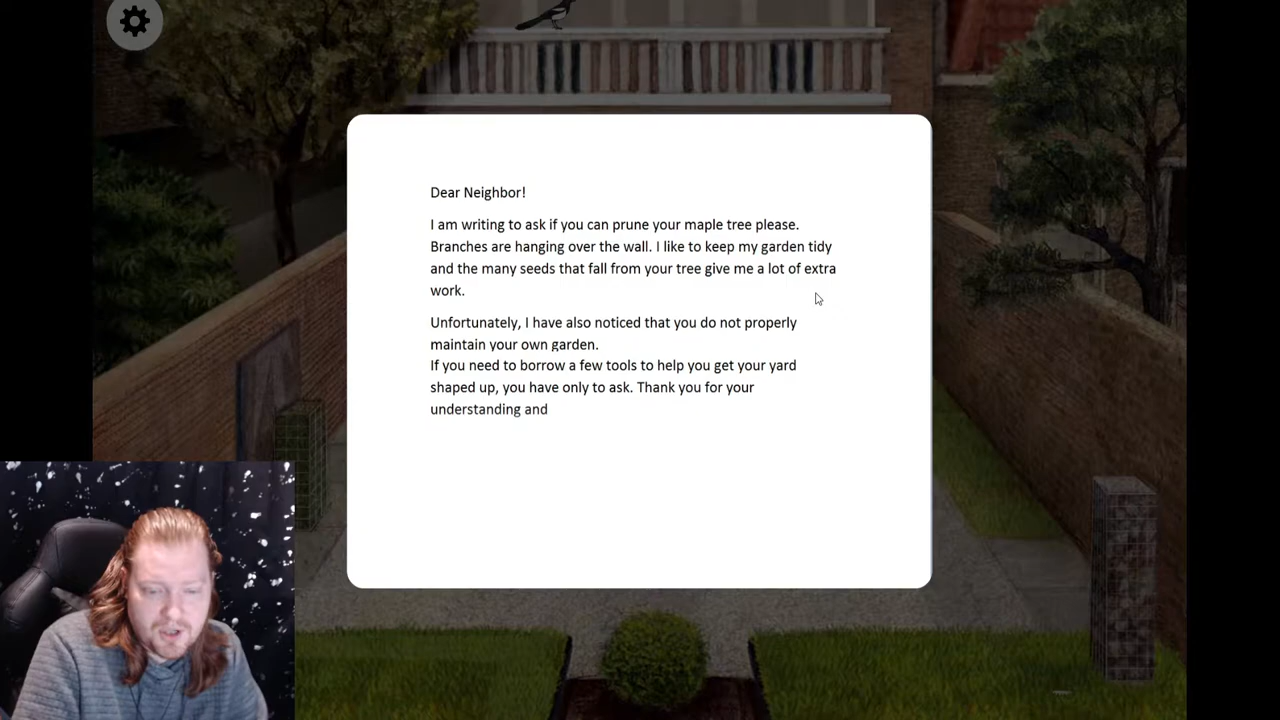 Dear Neighbor!
I am writing to ask if you can prune your maple tree please.
Branches are hanging over the wall. I like to keep my garden tidy
and the many seeds that fall from your tree give me a lot of extra
work.
Unfortunately, I have also noticed that you do not properly
maintain your own garden.
If you need to borrow a few tools to help you get your yard
shaped up, you have only to ask. Thank you for your
understanding and